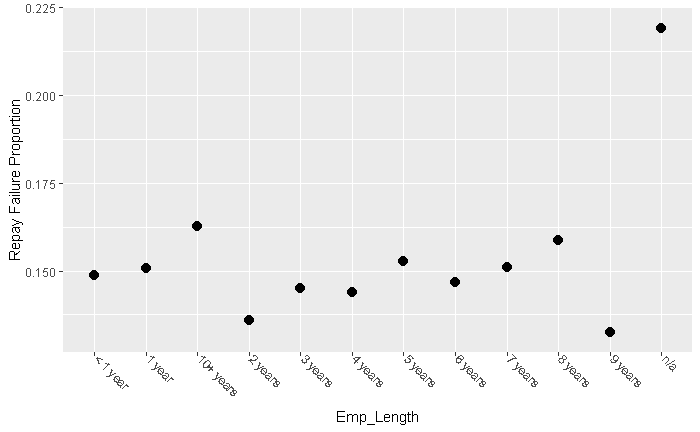 0.225
0.200
0.175
0.150
Repay Failure Proportion
< 1 year
1 year
10+ years
2 years
3 years
4 years
5 years
6 years
7 years
8 years
9 years
n/a
Emp_Length